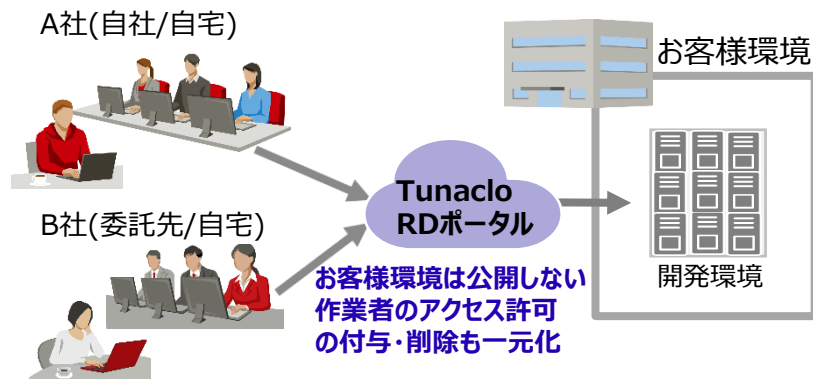 A社(自社/自宅)
お客様環境
Tunaclo
RDポータル
B社(委託先/自宅)
開発環境
お客様環境は公開しない
作業者のアクセス許可
の付与・削除も一元化